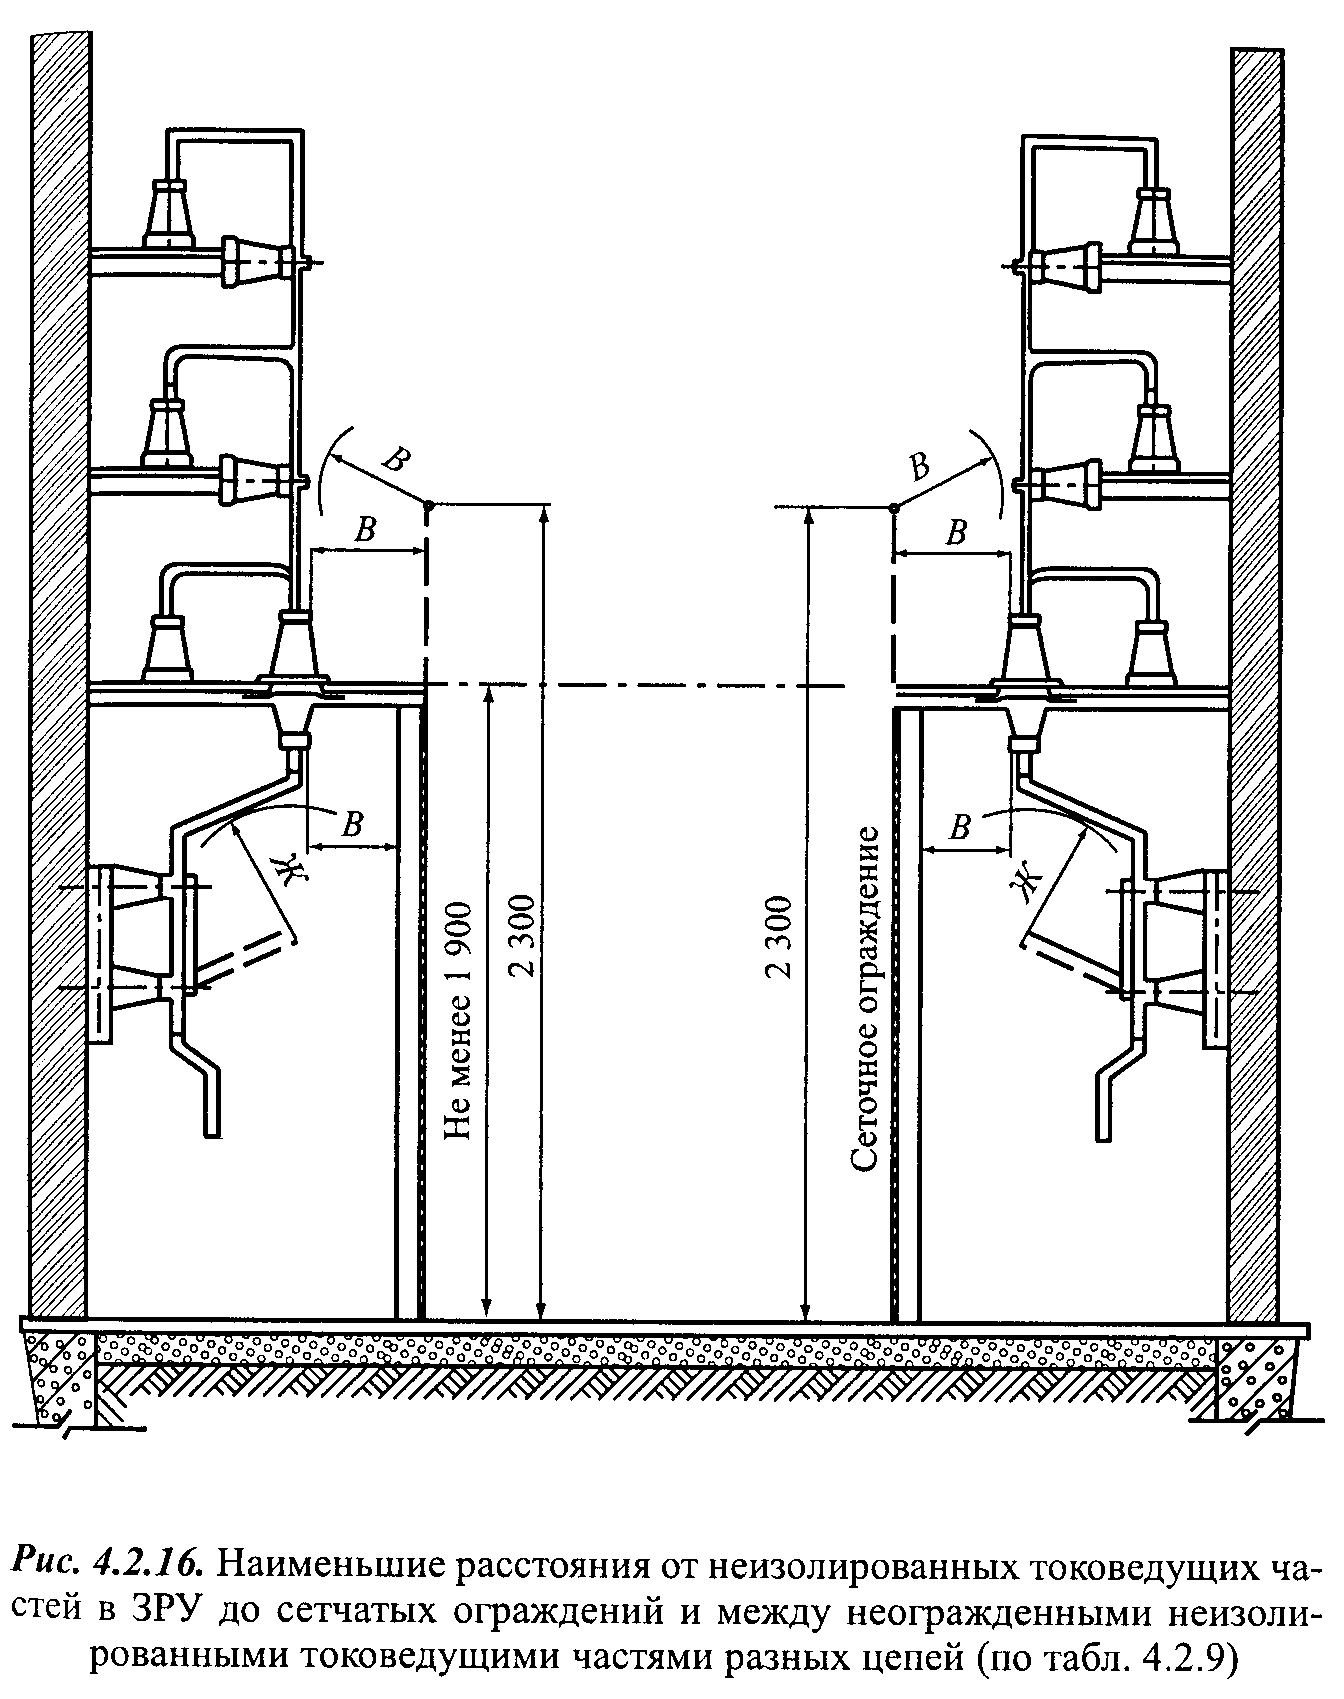 В
В
В
В
В
В
Ж
Ж
Не менее 1 900
2 300
2 300
Сеточное ограждение
Рис. 4.2.16. Наименьшие расстояния от неизолированных токоведущих ча-
стей в ЗРУ до сетчатых ограждений и между неогражденными неизоли-
рованными токоведущими частями разных цепей (по табл. 4.2.9)